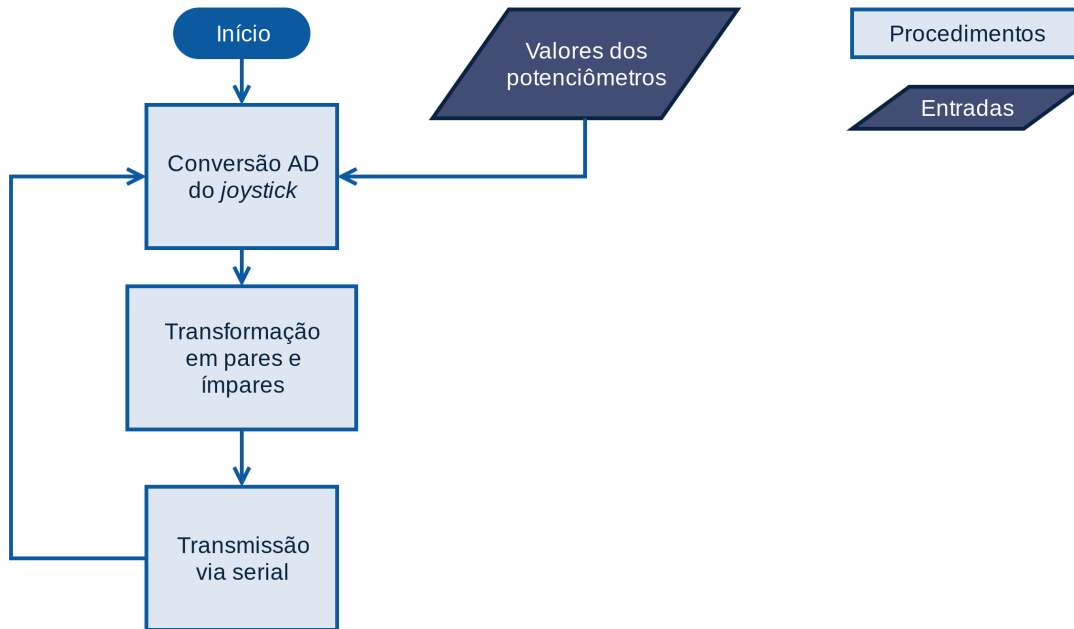 Início
Valores dos
potenciômetros
Procedimentos
Entradas
Conversão AD
do joystick
Transformação
em pares e
ímpares
Transmissão
via serial